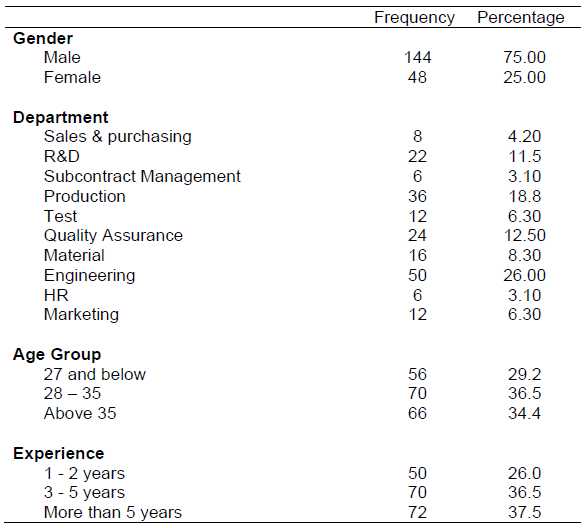 Frequency Percentage
Gender
Male 144 75.00
Female 48 25.00
Department
Sales & purchasing 8 4.20
R&D 22 11.5
Subcontract Management 6 3.10
Production 36 18.8
Test 12 6.30
Quality Assurance 24 12.50
Material 16 8.30
Engineering 50 26.00
HR 6 3.10
Marketing 12 6.30
Age Group
27 and below 56 29.2
28 – 35 70 36.5
Above 35 66 34.4
Experience
1 - 2 years 50 26.0
3 - 5 years 70 36.5
More than 5 years 72 37.5